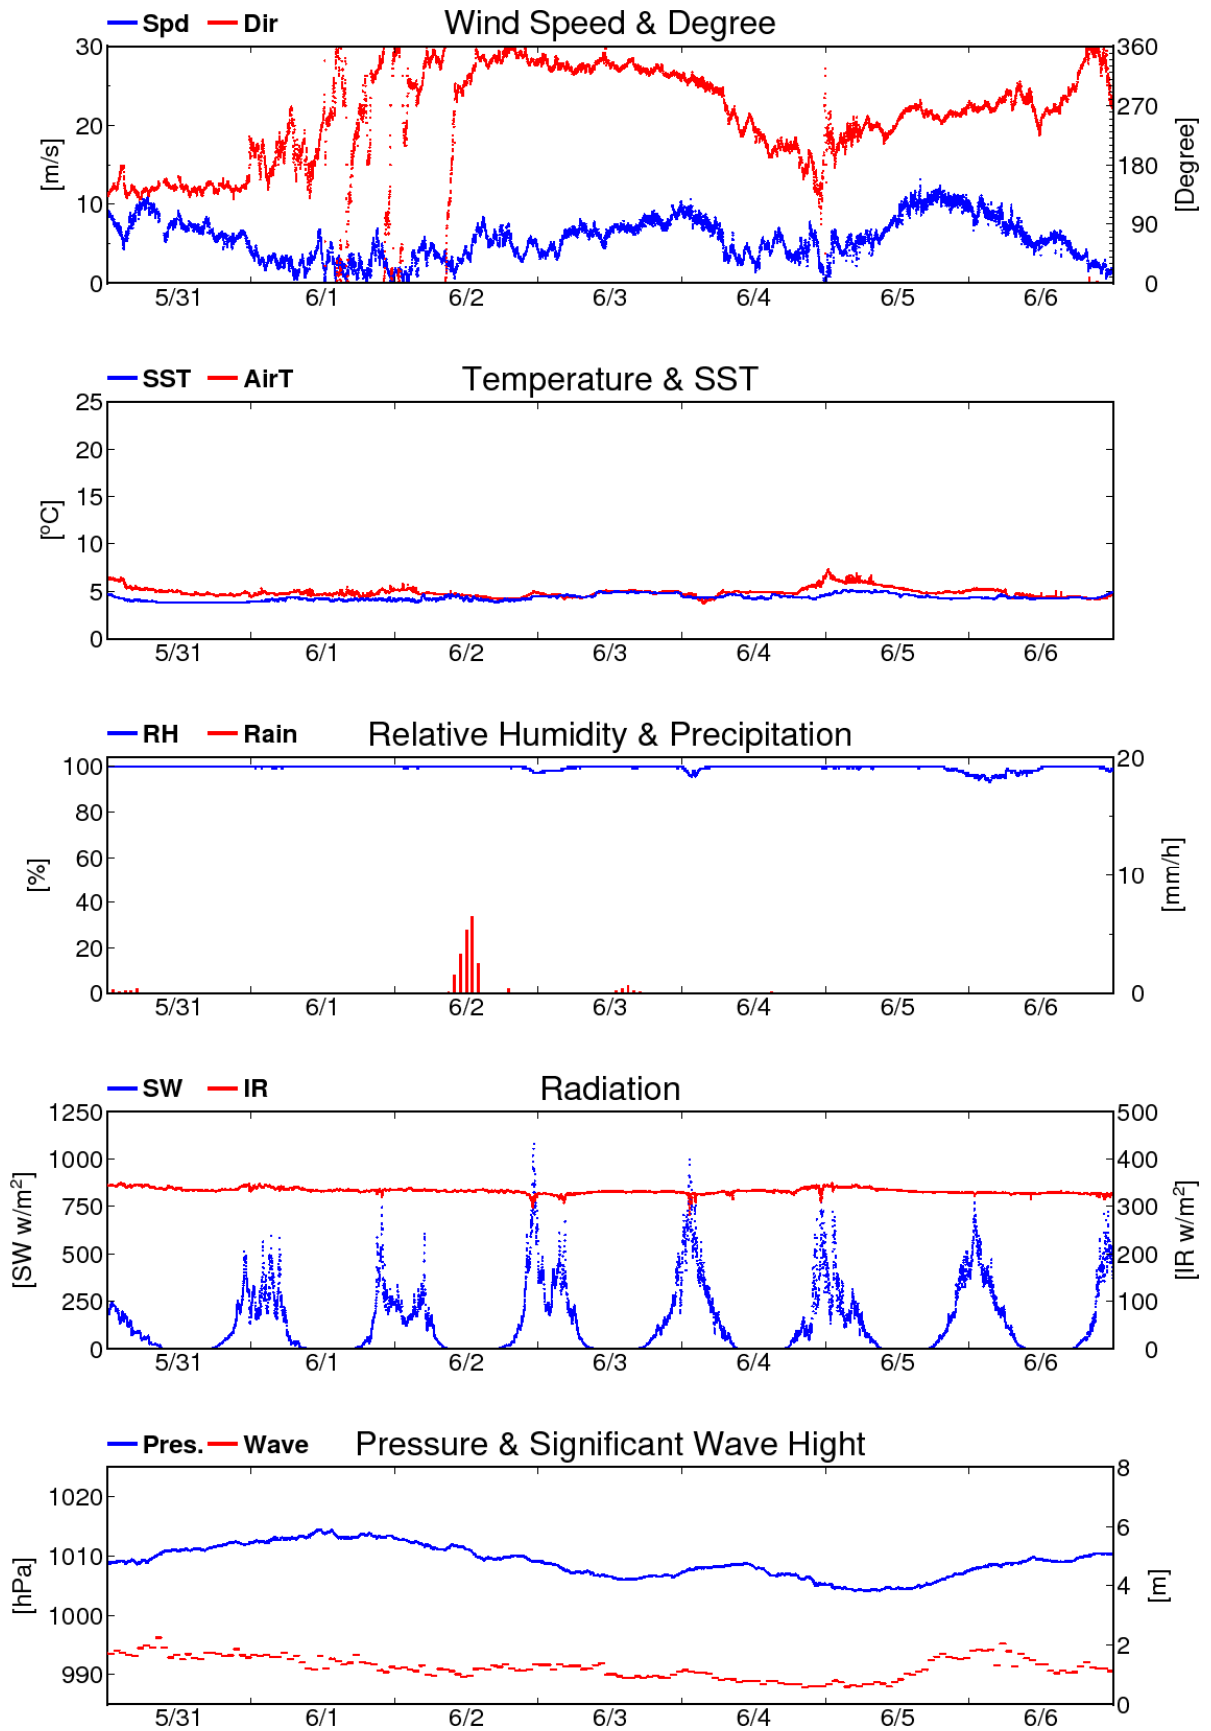 Spd Dir Wind Speed & Degree
30 360
25
270
20
[m/s] 180 [Degree]
15
10
90
5
0 0
5/31 6/1 6/2 6/3 6/4 6/5 6/6
SST AirT Temperature & SST
25
20
15
[ºC]
10
5
0
5/31 6/1 6/2 6/3 6/4 6/5 6/6
RH Rain Relative Humidity & Precipitation
100 20
80
60
[%] 10 [mm/h]
40
20
0 0
5/31 6/1 6/2 6/3 6/4 6/5 6/6
SW IR Radiation
1250 500
1000 400
750 300
[SW w/m²] [IR w/m²]
500 200
250 100
0 0
5/31 6/1 6/2 6/3 6/4 6/5 6/6
Pres. Wave Pressure & Significant Wave Hight
8
1020
6
1010
[hPa] 4 [m]
1000
2
990
0
5/31 6/1 6/2 6/3 6/4 6/5 6/6